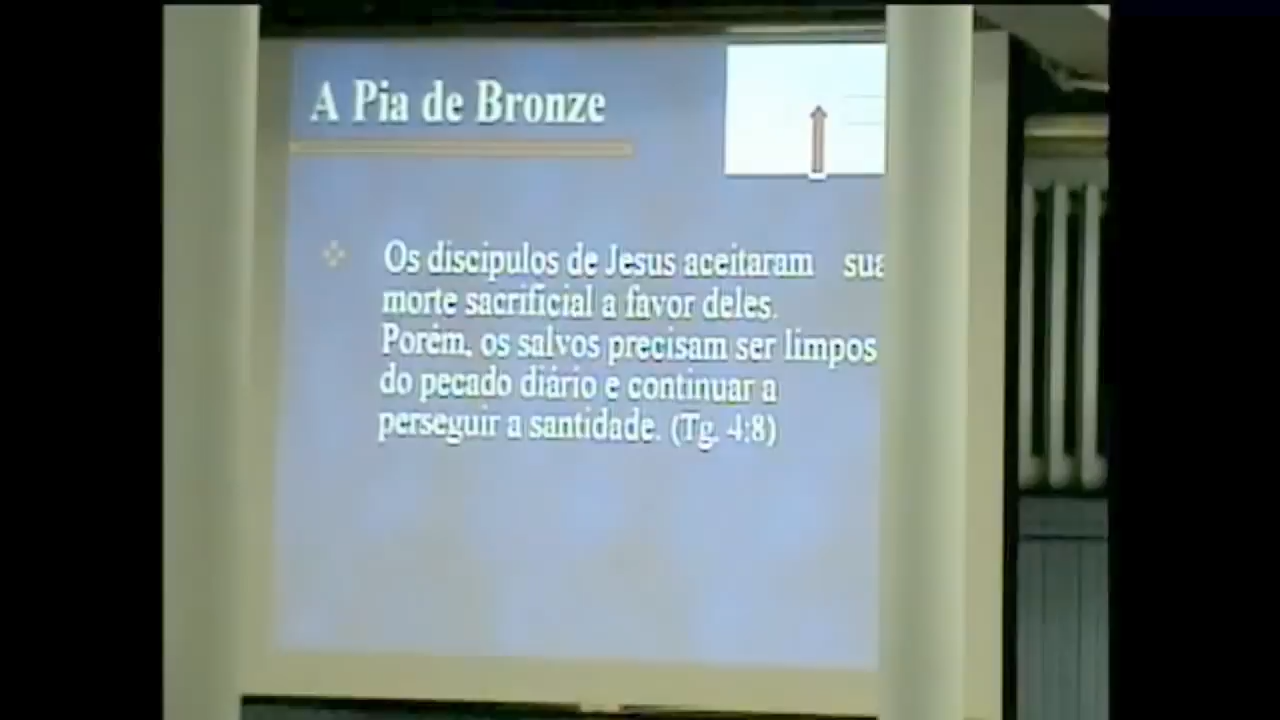 A Pia de Bronze
Os discipulos de Jesus aceitaram sua
morte sacrificial a favor deles.
Porém, os salvos precisam ser limpos
do pecado diário e continuar a
perseguir a santidade. (Tg. 4:8)